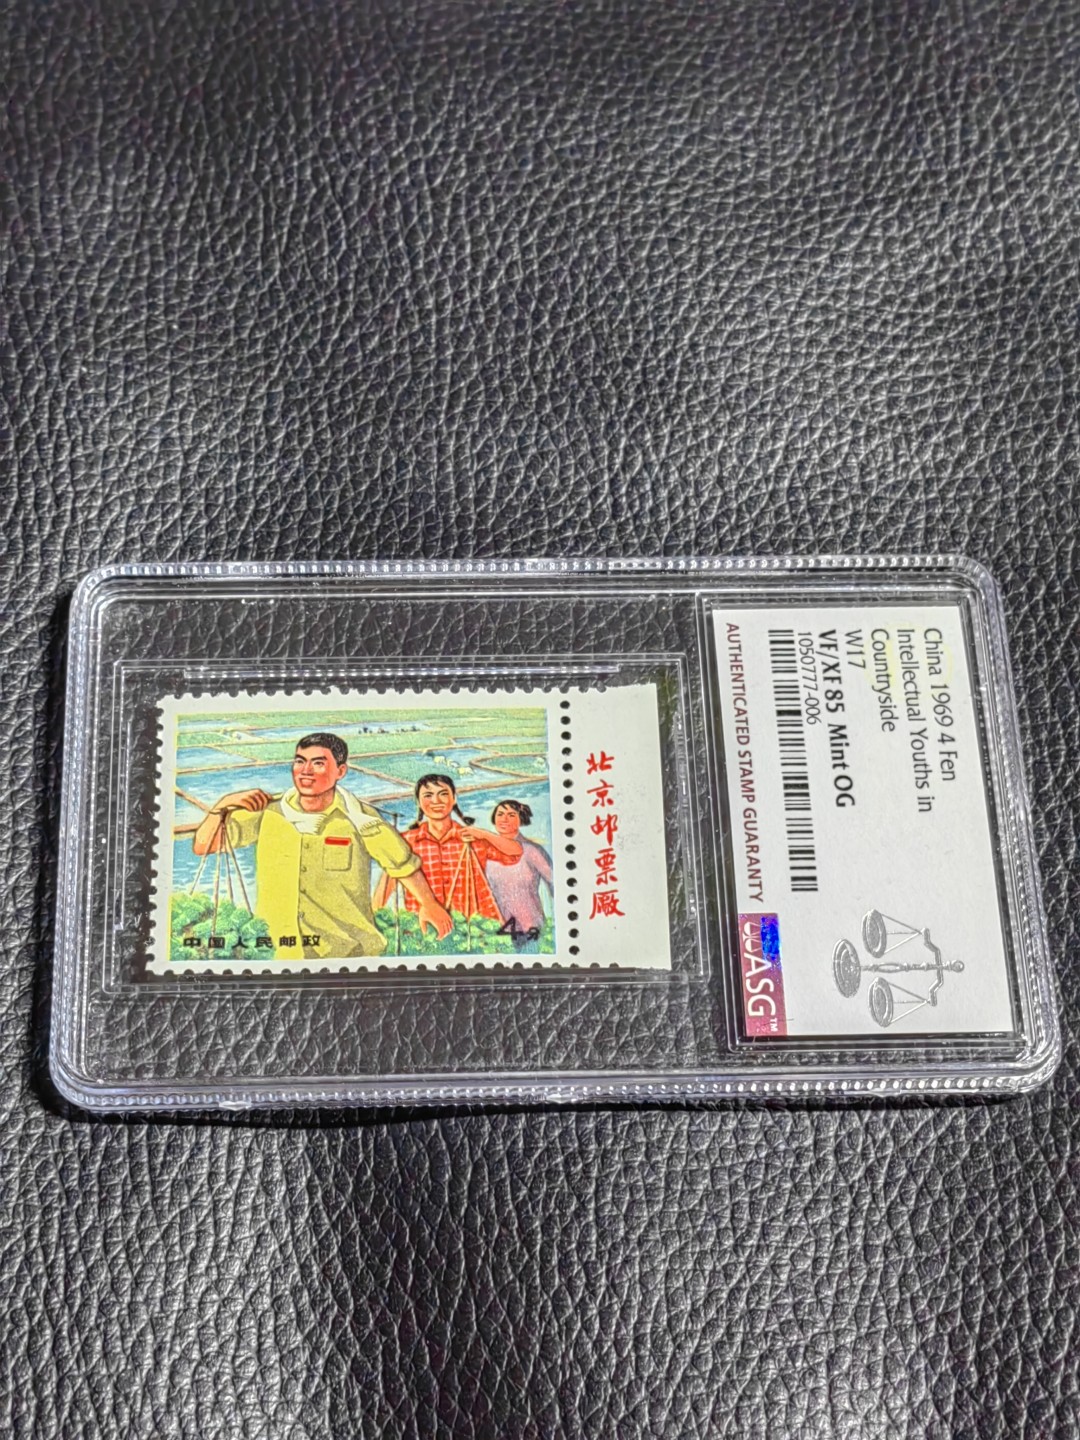 中国人民邮政
4分
北京邮票厂
China 1969 4 Fen
Intellectual Youths in
Countryside
W17
VF/XF 85 Mint OG
1050777-006
AUTHENTICATED STAMP GUARANTY
ASG™